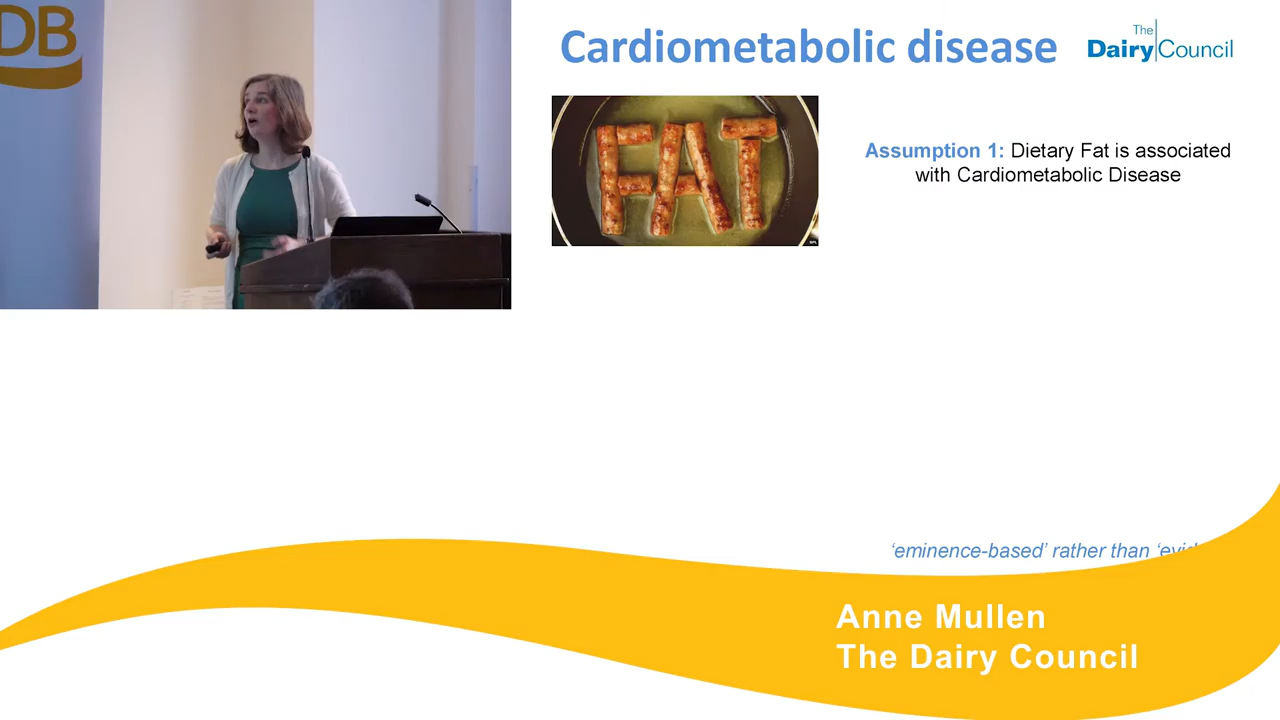 DB
Cardiometabolic disease
The
Dairy Council
FAT
Assumption 1: Dietary Fat is associated
with Cardiometabolic Disease
‘eminence-based’ rather than
Anne Mullen
The Dairy Council